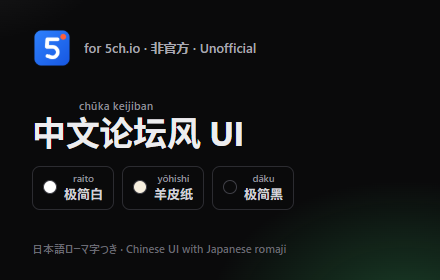 5
for 5ch.io · 非官方 · Unofficial
chūka keijiban
中文论坛风 UI
raito
极简白
yōhishi
羊皮纸
dāku
极简黑
日本語ローマ字つき · Chinese UI with Japanese romaji